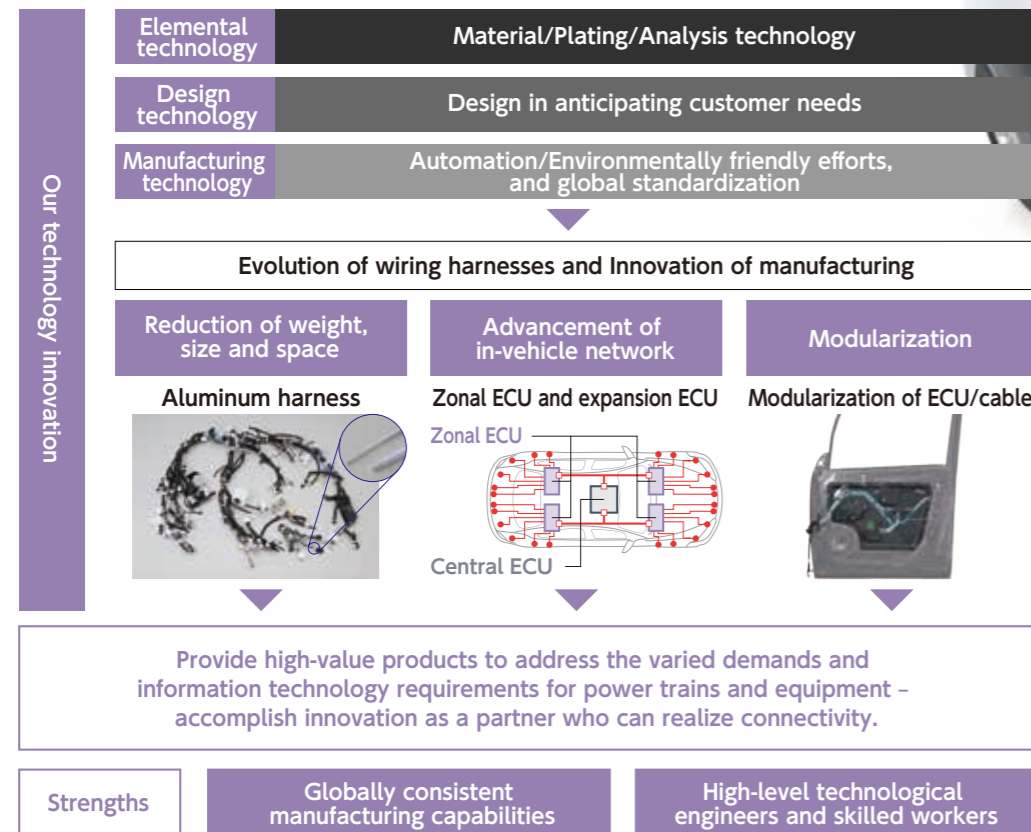 Our technology innovation
Elemental
technology
Material/Plating/Analysis technology
Design
technology
Design in anticipating customer needs
Manufacturing
technology
Automation/Environmentally friendly efforts,
and global standardization
Evolution of wiring harnesses and Innovation of manufacturing
Reduction of weight,
size and space
Advancement of
in-vehicle network
Modularization
Aluminum harness
Zonal ECU and expansion ECU
Modularization of ECU/cable
Zonal ECU
Central ECU
Provide high-value products to address the varied demands and
information technology requirements for power trains and equipment –
accomplish innovation as a partner who can realize connectivity.
Strengths
Globally consistent
manufacturing capabilities
High-level technological
engineers and skilled workers